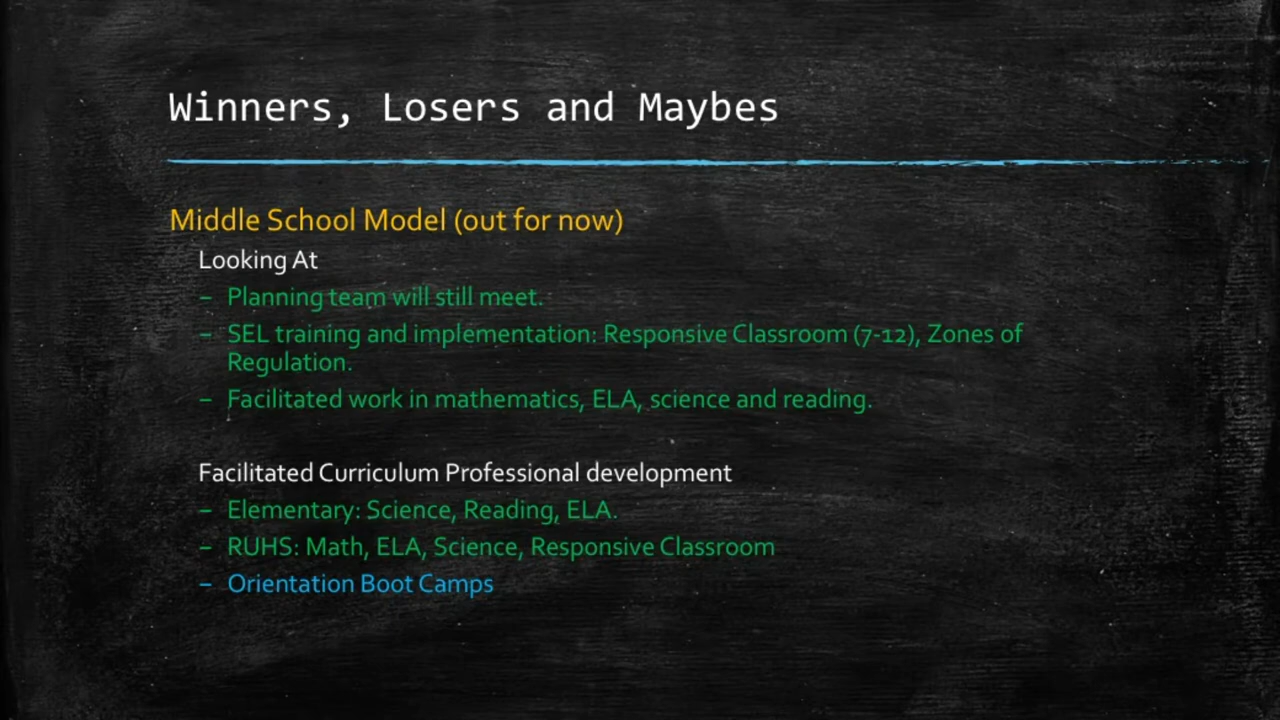 Winners, Losers and Maybes
Middle School Model (out for now)
Looking At
– Planning team will still meet.
– SEL training and implementation: Responsive Classroom (7-12), Zones of
Regulation.
– Facilitated work in mathematics, ELA, science and reading.
Facilitated Curriculum Professional development
– Elementary: Science, Reading, ELA.
– RUHS: Math, ELA, Science, Responsive Classroom
– Orientation Boot Camps